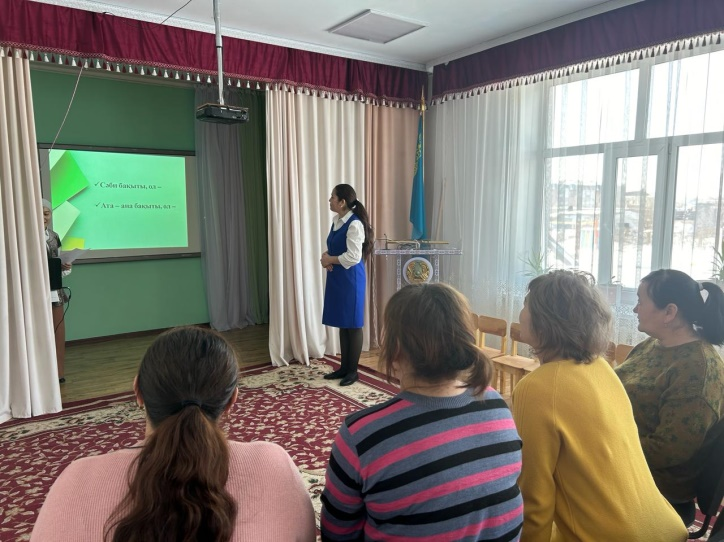 ✓Сәби бақыты, ол –
✓Ата – ана бақыты, ол –